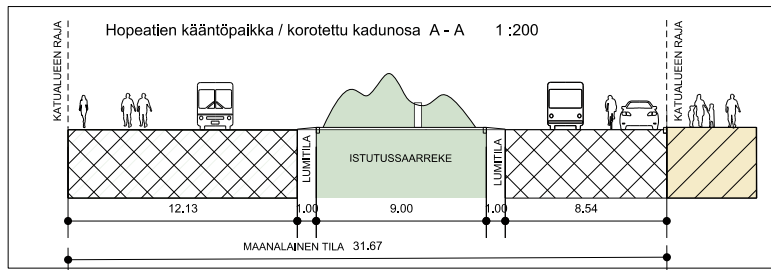 Hopeatien kääntöpaikka / korotettu kadunosa A - A 1 :200
KATUALUEEN RAJA
KATUALUEEN RAJA
LUMITILA
ISTUTUSSAARREKE
LUMITILA
12.13 1.00 9.00 1.00 8.54
MAANALAINEN TILA 31.67